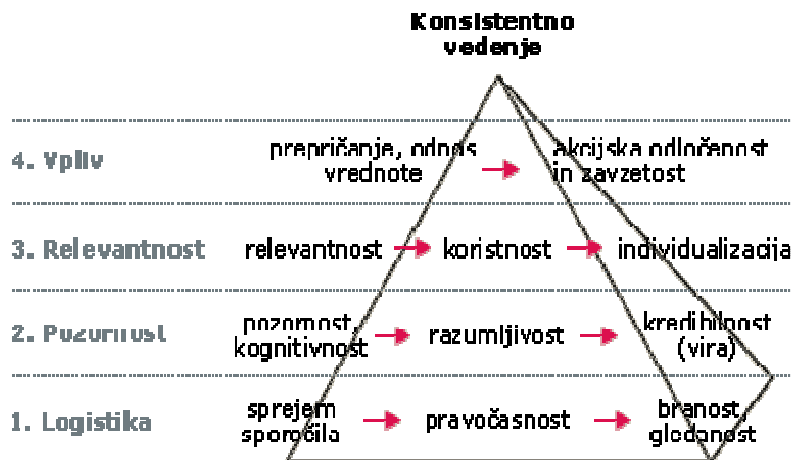 Konsistentno
vedenje
4. Vpliv
prepričanje, odnos
vrednote
akcijska odločenost
in zavzetost
3. Relevantnost
relevantnost
koristnost
individualizacija
2. Pozornost
pozornost,
kognitivnost
razumljivost
kredibilnost
(vira)
1. Logistika
sprejem
sporočila
pravočasnost
branost,
gledanost